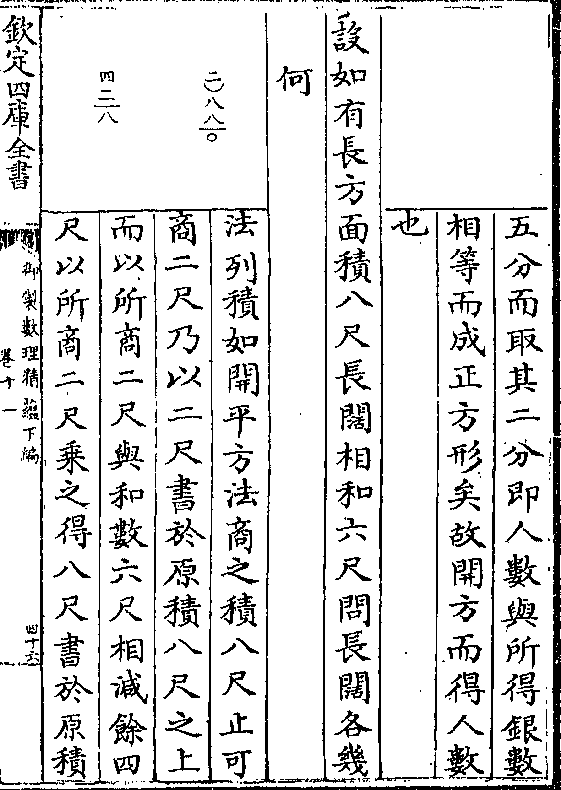 五分而取其二分即人數與所得銀數
相等而成正方形矣故開方而得人數
也
設如有長方面積八尺長闊相和六尺問長闊各幾
何
法列積如開平方法商之積八尺止可
商二尺乃以二尺書於原積八尺之上
而以所商二尺與和數六尺相減餘四
尺以所商二尺乘之得八尺書於原積
二
八
八
〇
四
二
八
欽定四庫全書
御製數理精蘊下編
卷十一